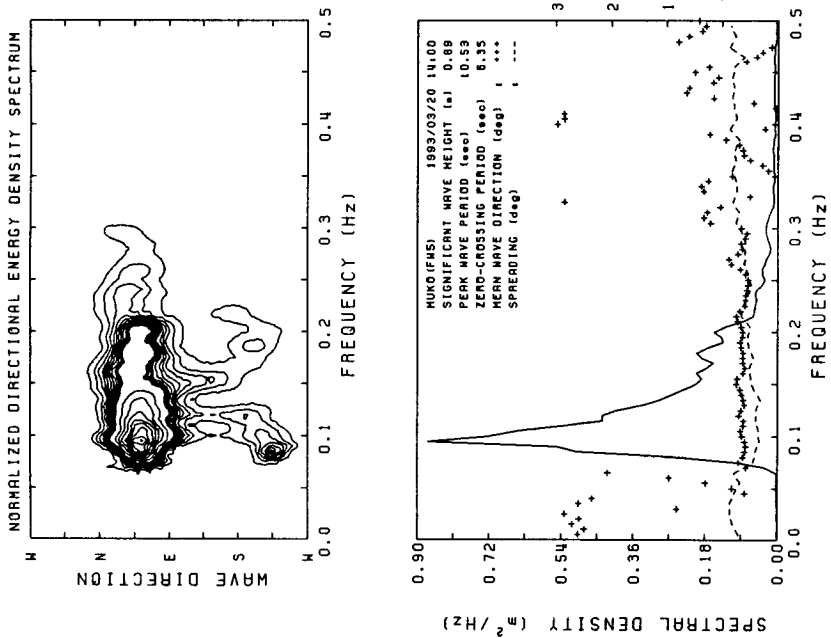 NORMALIZED DIRECTIONAL ENERGY DENSITY SPECTRUM
WAVE DIRECTION
W
N
E
S
W
0.0 0.1 0.2 0.3 0.4 0.5
FREQUENCY (Hz)
SPECTRAL DENSITY (m²/Hz)
0.90
0.72
0.54
0.36
0.18
0.00
MUKO(FWS) 1993/03/20 14:00
SIGNIFICANT WAVE HEIGHT (m) 0.89
PEAK WAVE PERIOD (sec) 10.53
ZERO-CROSSING PERIOD (sec) 6.35
MEAN WAVE DIRECTION (deg) : +++
SPREADING (deg) : ---
0.0 0.1 0.2 0.3 0.4 0.5
FREQUENCY (Hz)
3
2
1